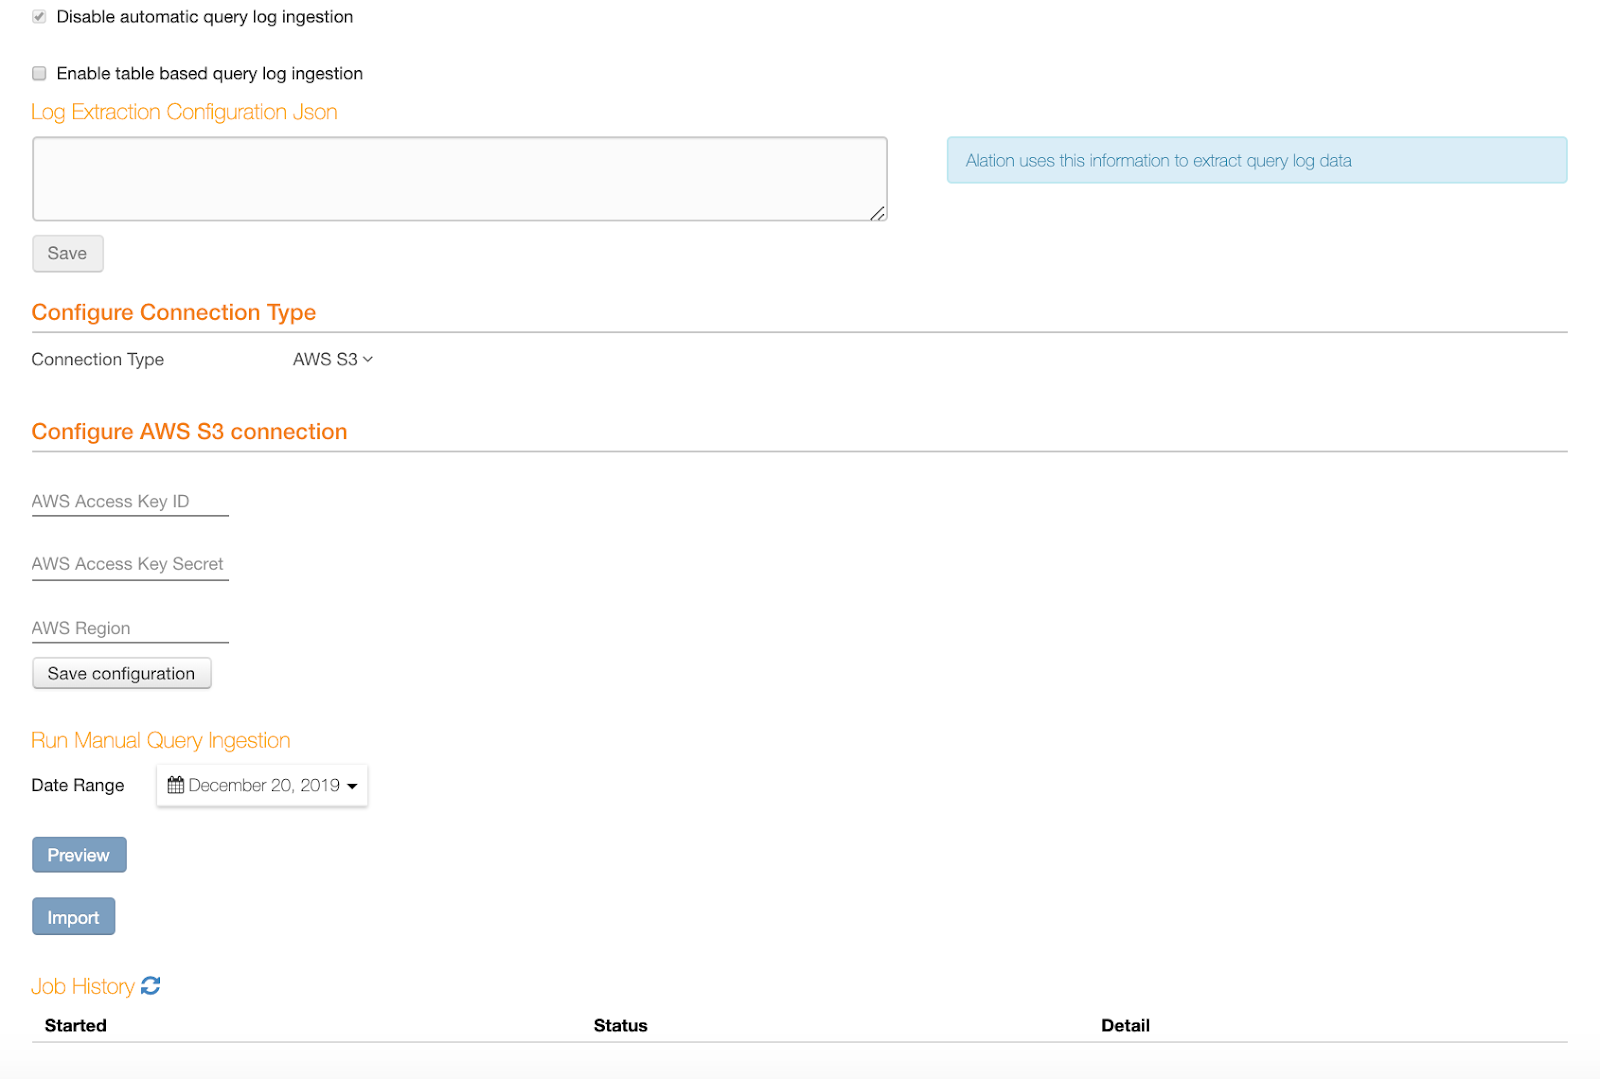 Disable automatic query log ingestion
Enable table based query log ingestion
Log Extraction Configuration Json
Alation uses this information to extract query log data
Save
Configure Connection Type
Connection Type AWS S3
Configure AWS S3 connection
AWS Access Key ID
AWS Access Key Secret
AWS Region
Save configuration
Run Manual Query Ingestion
Date Range December 20, 2019
Preview
Import
Job History
Started Status Detail